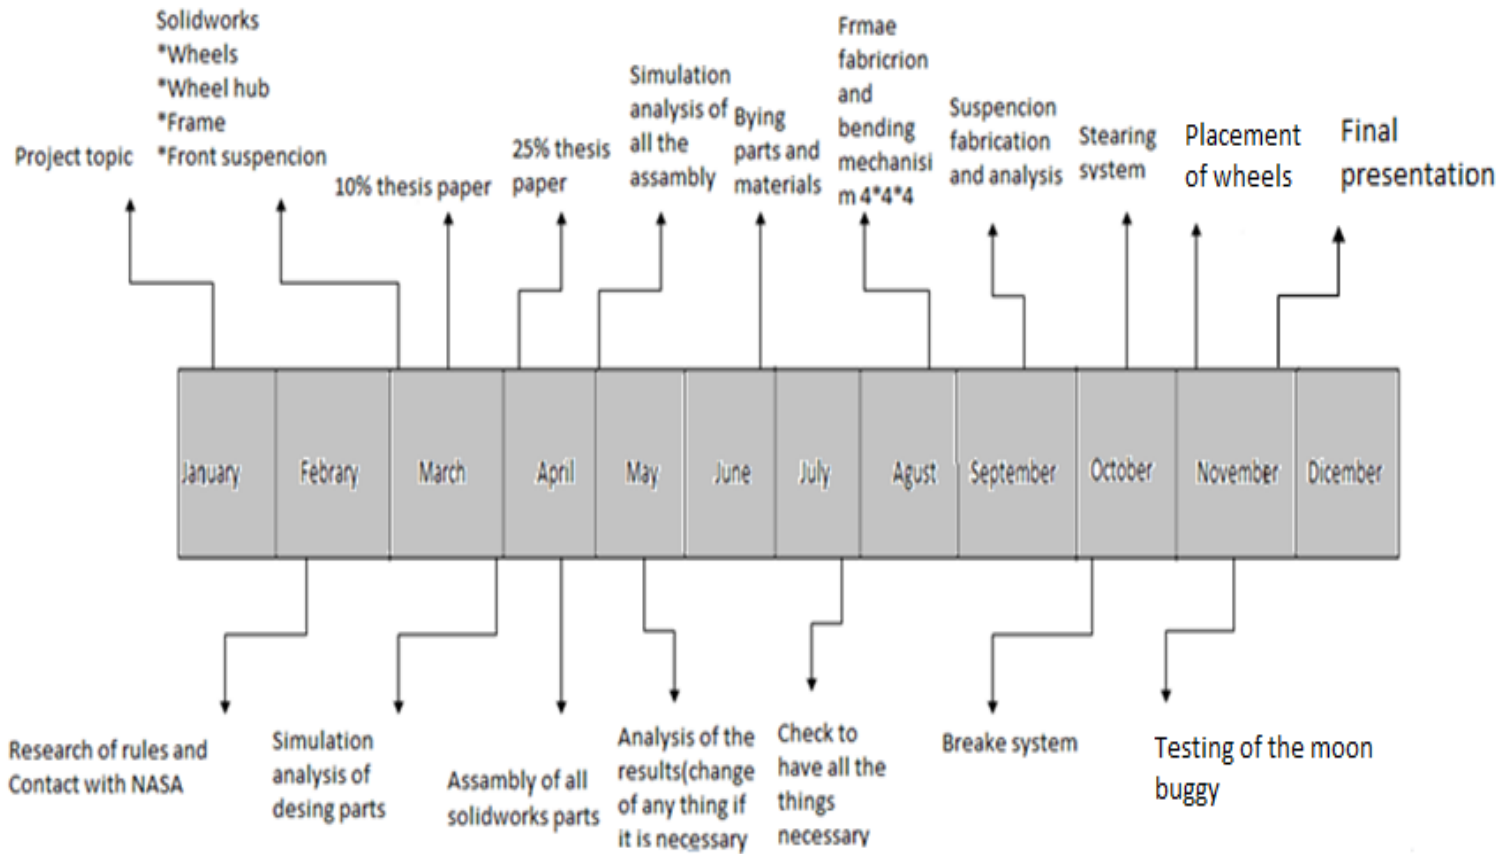 Project topic
Solidworks
*Wheels
*Wheel hub
*Frame
*Front suspencion
10% thesis paper
25% thesis
paper
Simulation
analysis of
all the
assambly
Bying
parts and
materials
Frmae
fabricrion
and
bending
mechanisi
m 4*4*4
Suspencion
fabrication
and analysis
Stearing
system
Placement
of wheels
Final
presentation
January
Febrary
March
April
May
June
July
Agust
September
October
November
Dicember
Research of rules and
Contact with NASA
Simulation
analysis of
desing parts
Assambly of all
solidworks parts
Analysis of the
results(change
of any thing if
it is necessary
Check to
have all the
things
necessary
Breake system
Testing of the moon
buggy